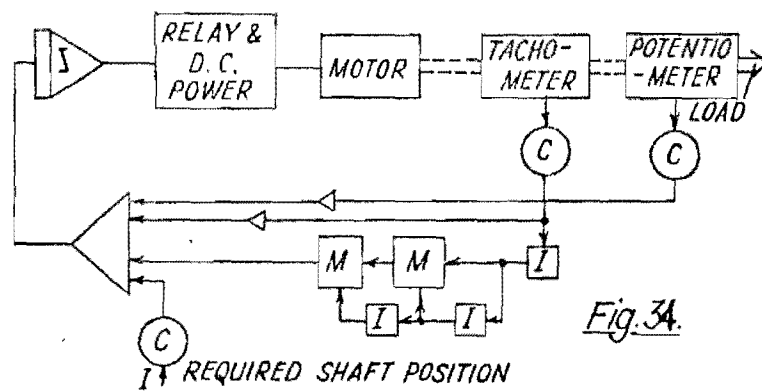 ∫
RELAY &
D.C.
POWER
MOTOR
TACHO-
METER
POTENTIO
-METER
LOAD
C
C
M
M
I
I
I
C
I
REQUIRED SHAFT POSITION
Fig.34.